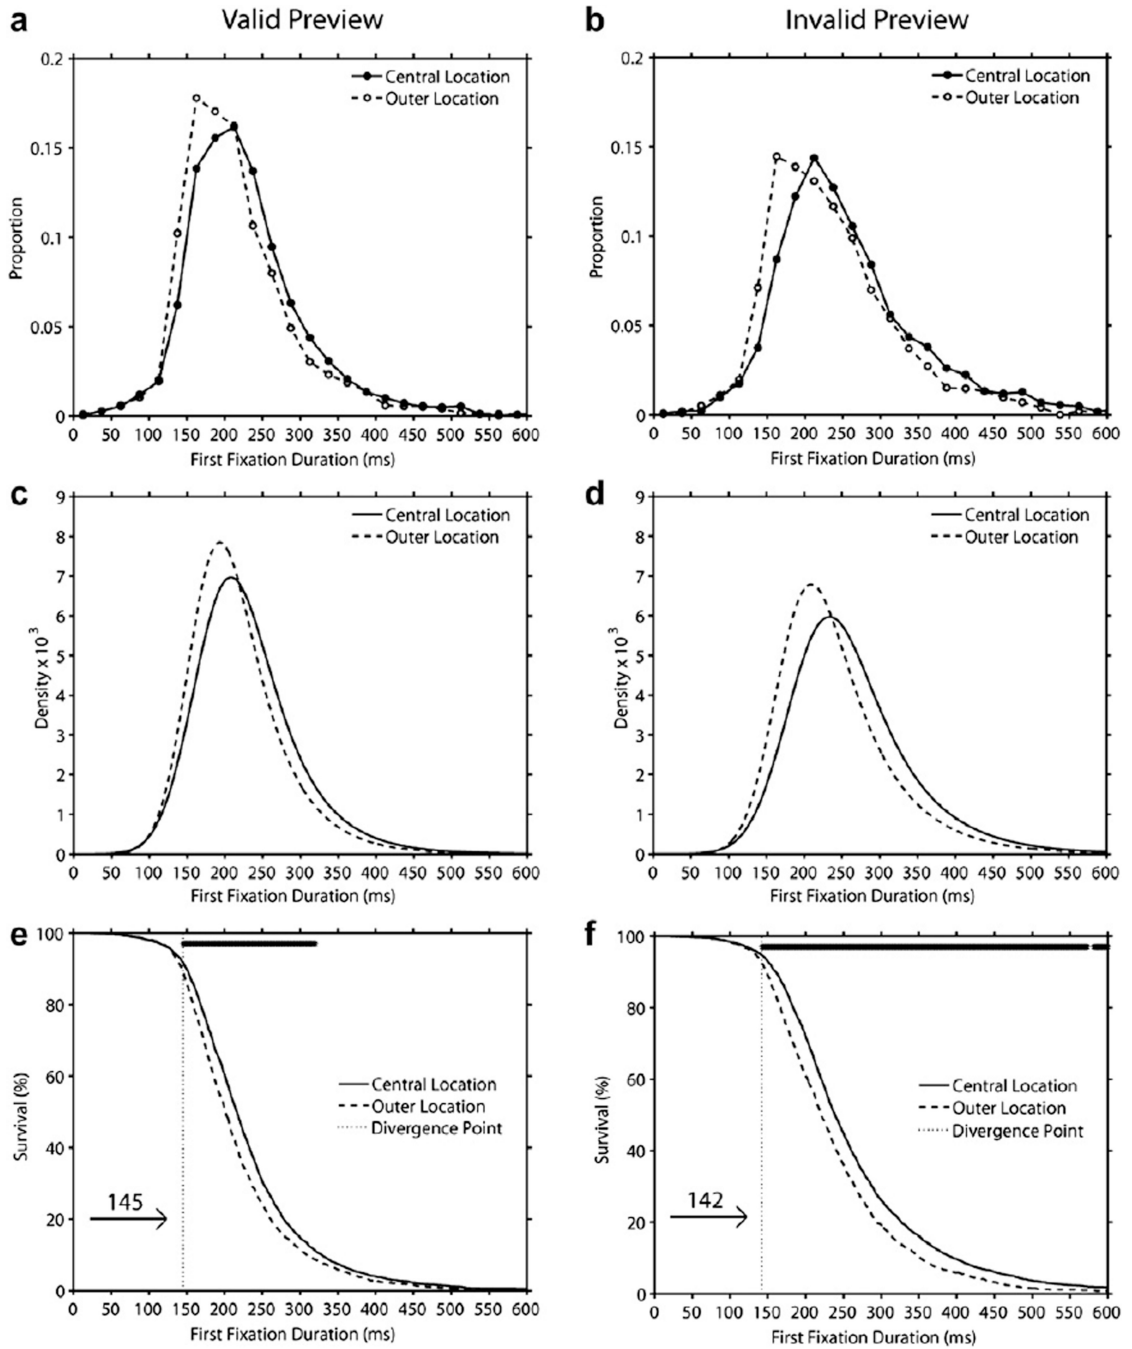 a Valid Preview
0.2
0.15
0.1
0.05
0
Proportion
Central Location
Outer Location
0 50 100 150 200 250 300 350 400 450 500 550 600
First Fixation Duration (ms)
b Invalid Preview
0.2
0.15
0.1
0.05
0
Proportion
Central Location
Outer Location
0 50 100 150 200 250 300 350 400 450 500 550 600
First Fixation Duration (ms)
c
9
8
7
6
5
4
3
2
1
0
Density x 10³
Central Location
Outer Location
0 50 100 150 200 250 300 350 400 450 500 550 600
First Fixation Duration (ms)
d
9
8
7
6
5
4
3
2
1
0
Density x 10³
Central Location
Outer Location
0 50 100 150 200 250 300 350 400 450 500 550 600
First Fixation Duration (ms)
e
100
80
60
40
20
0
Survival (%)
Central Location
Outer Location
Divergence Point
145
0 50 100 150 200 250 300 350 400 450 500 550 600
First Fixation Duration (ms)
f
100
80
60
40
20
0
Survival (%)
Central Location
Outer Location
Divergence Point
142
0 50 100 150 200 250 300 350 400 450 500 550 600
First Fixation Duration (ms)